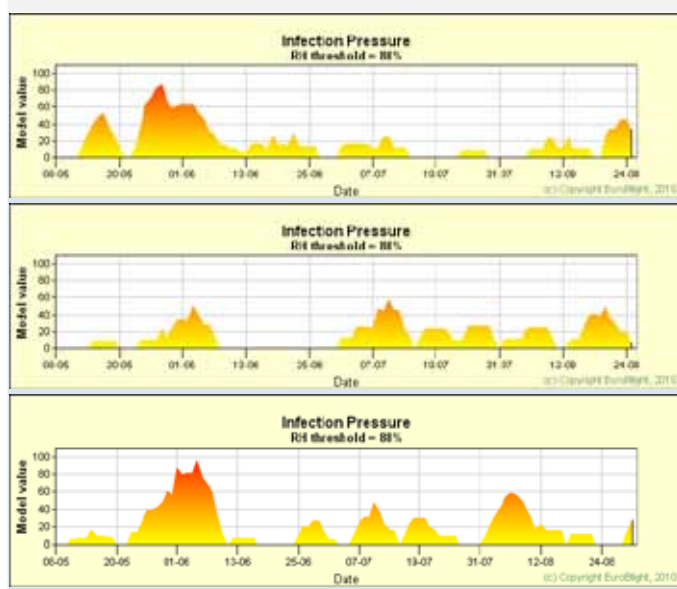 Infection Pressure
RH threshold = 88%
Model value
100
80
60
40
20
0
08-05 20-05 01-06 13-06 25-06 07-07 19-07 31-07 12-08 24-08
Date
(c) Copyright EuroBlight, 2010
Infection Pressure
RH threshold = 88%
Model value
100
80
60
40
20
0
08-05 20-05 01-06 13-06 25-06 07-07 19-07 31-07 12-08 24-08
Date
(c) Copyright EuroBlight, 2010
Infection Pressure
RH threshold = 88%
Model value
100
80
60
40
20
0
08-05 20-05 01-06 13-06 25-06 07-07 19-07 31-07 12-08 24-08
Date
(c) Copyright EuroBlight, 2010